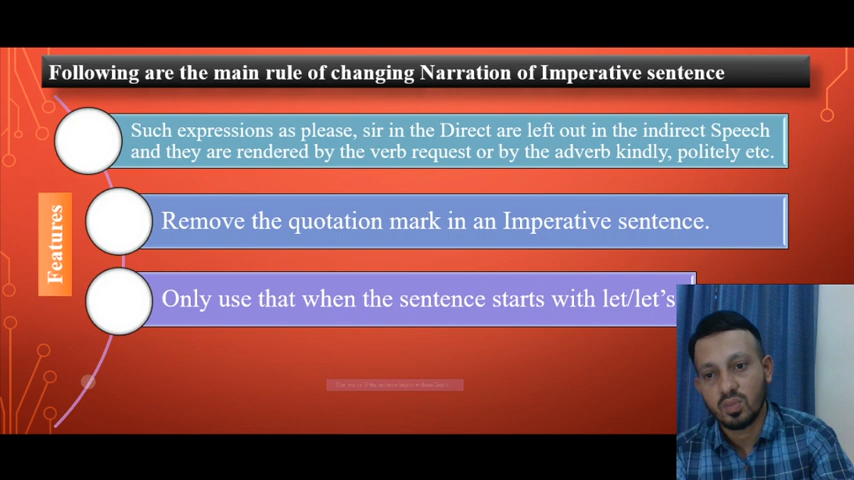 Following are the main rule of changing Narration of Imperative sentence
Such expressions as please, sir in the Direct are left out in the indirect Speech
and they are rendered by the verb request or by the adverb kindly, politely etc.
Features
Remove the quotation mark in an Imperative sentence.
Only use that when the sentence starts with let/let's